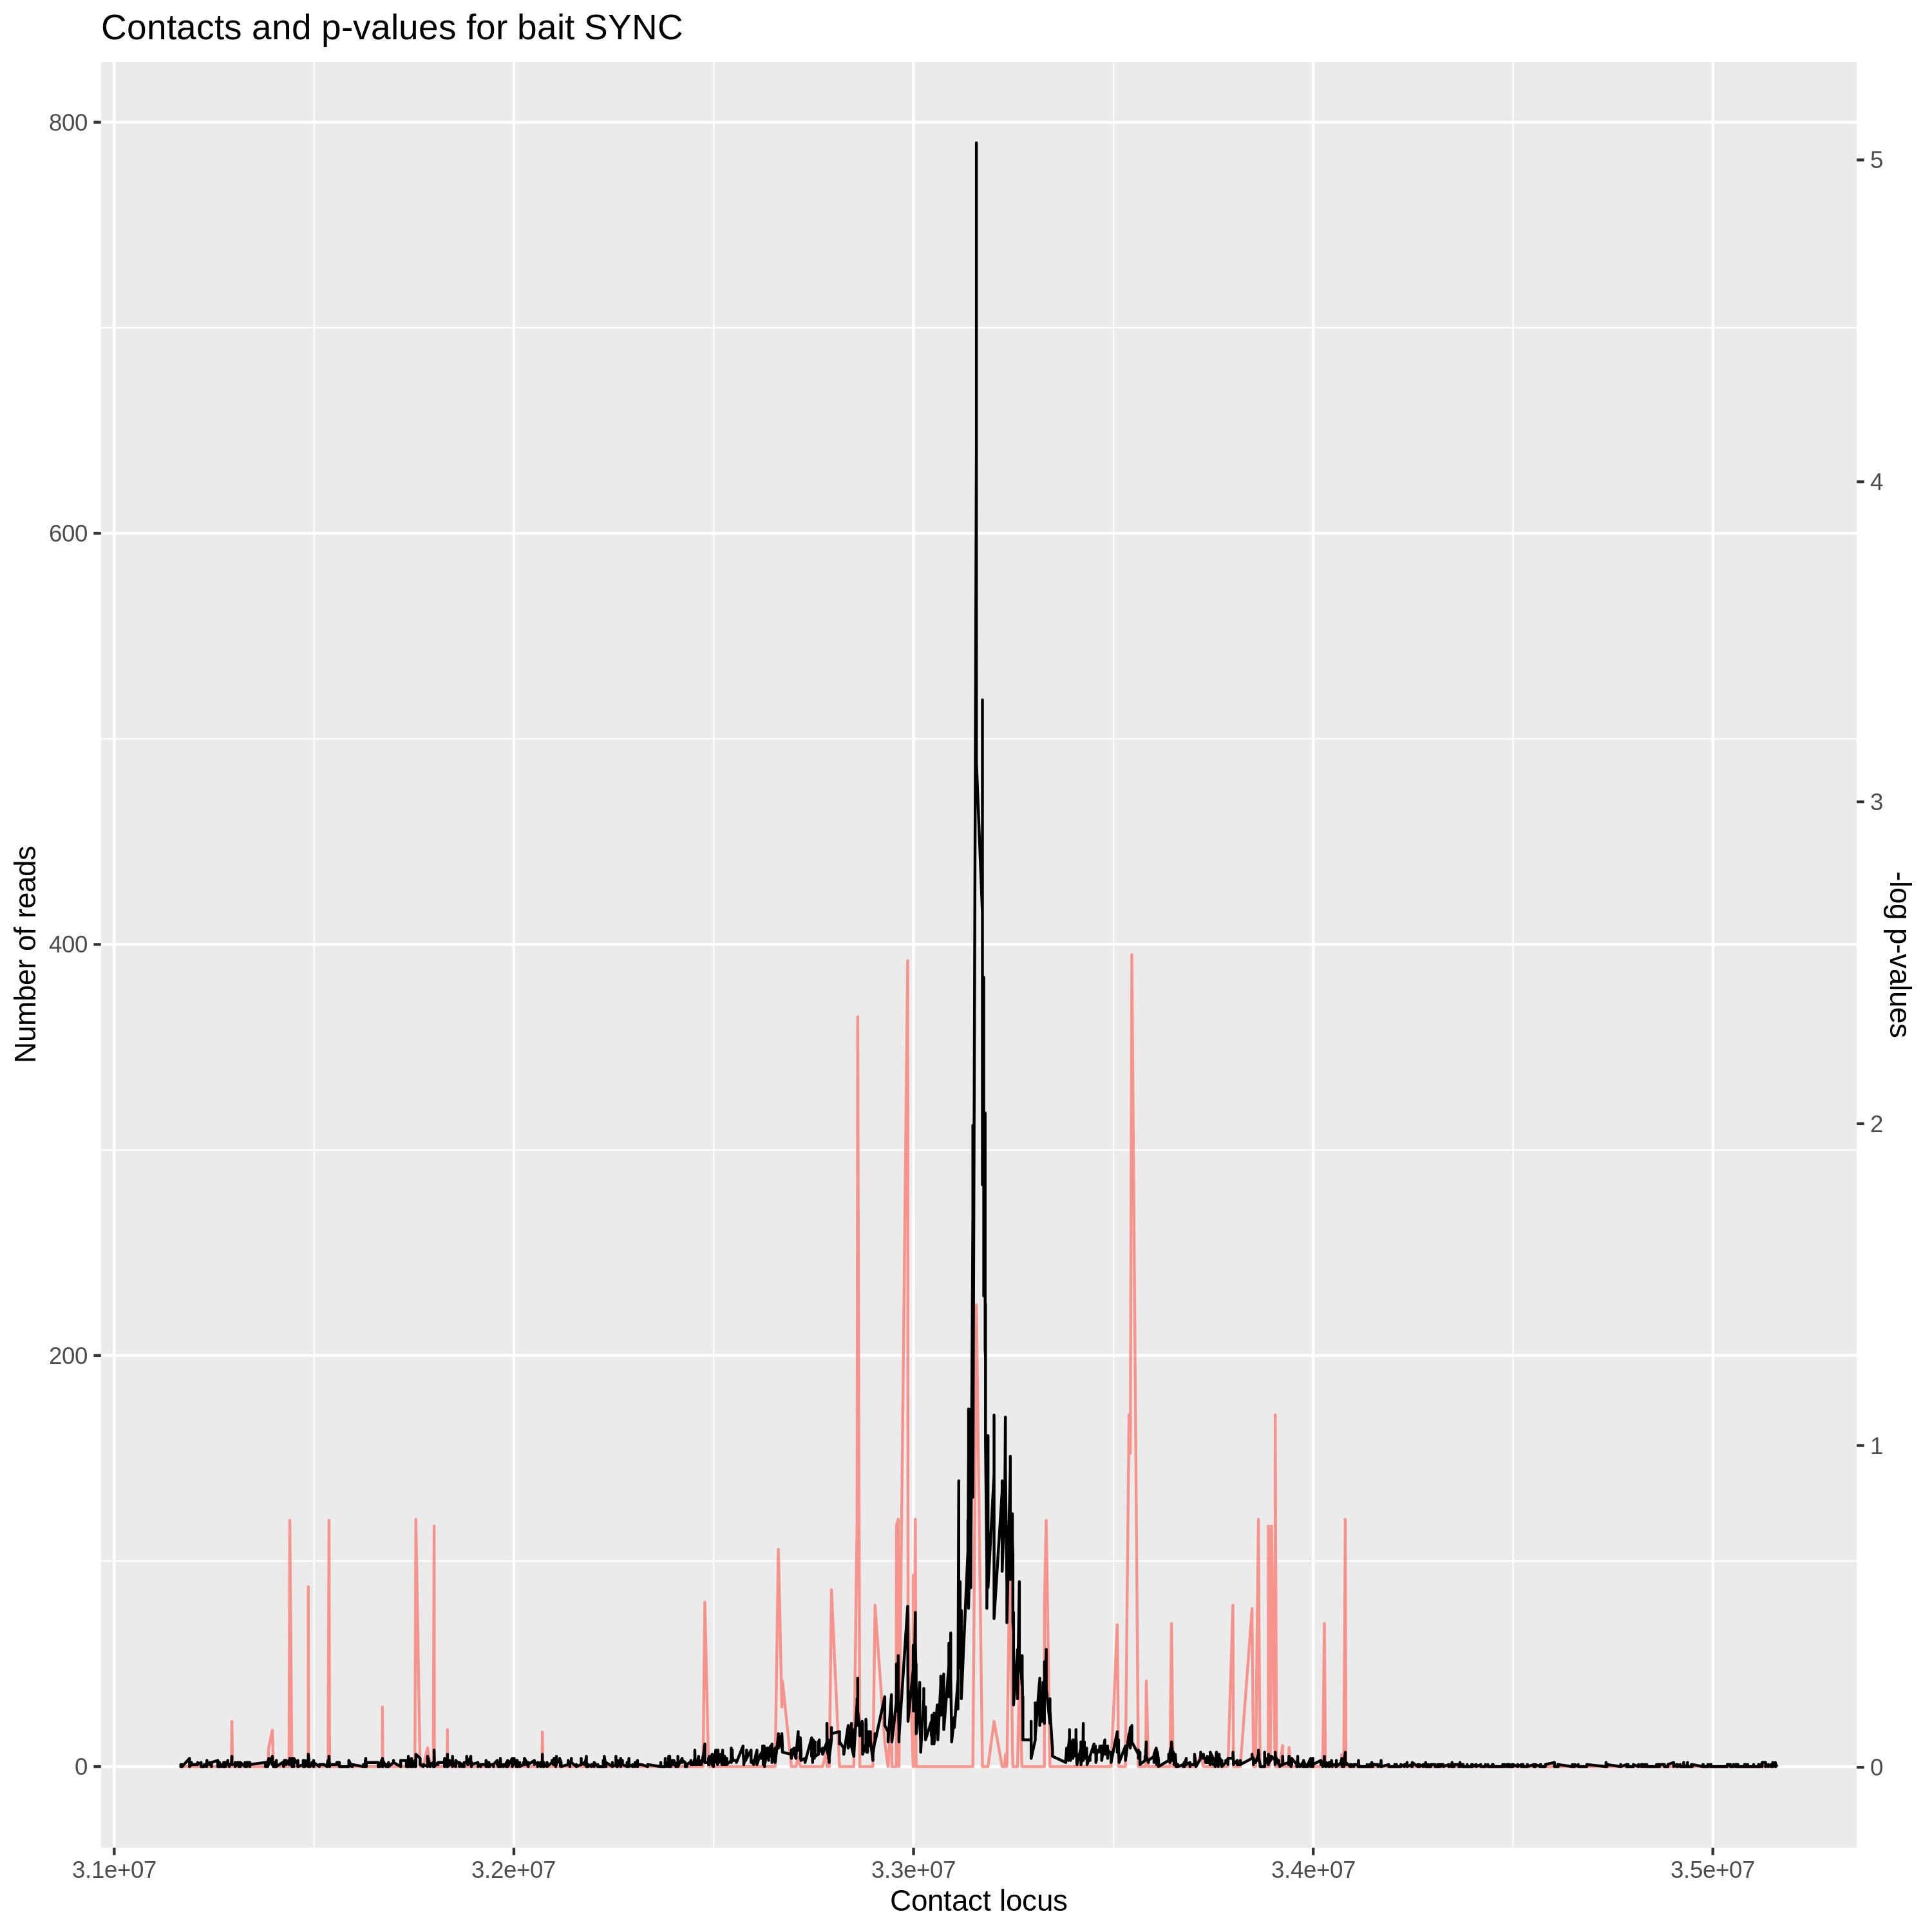 Contacts and p-values for bait SYNC
800
600
400
200
0
Number of reads
5
4
3
2
1
0
-log p-values
3.1e+07
3.2e+07
3.3e+07
3.4e+07
3.5e+07
Contact locus